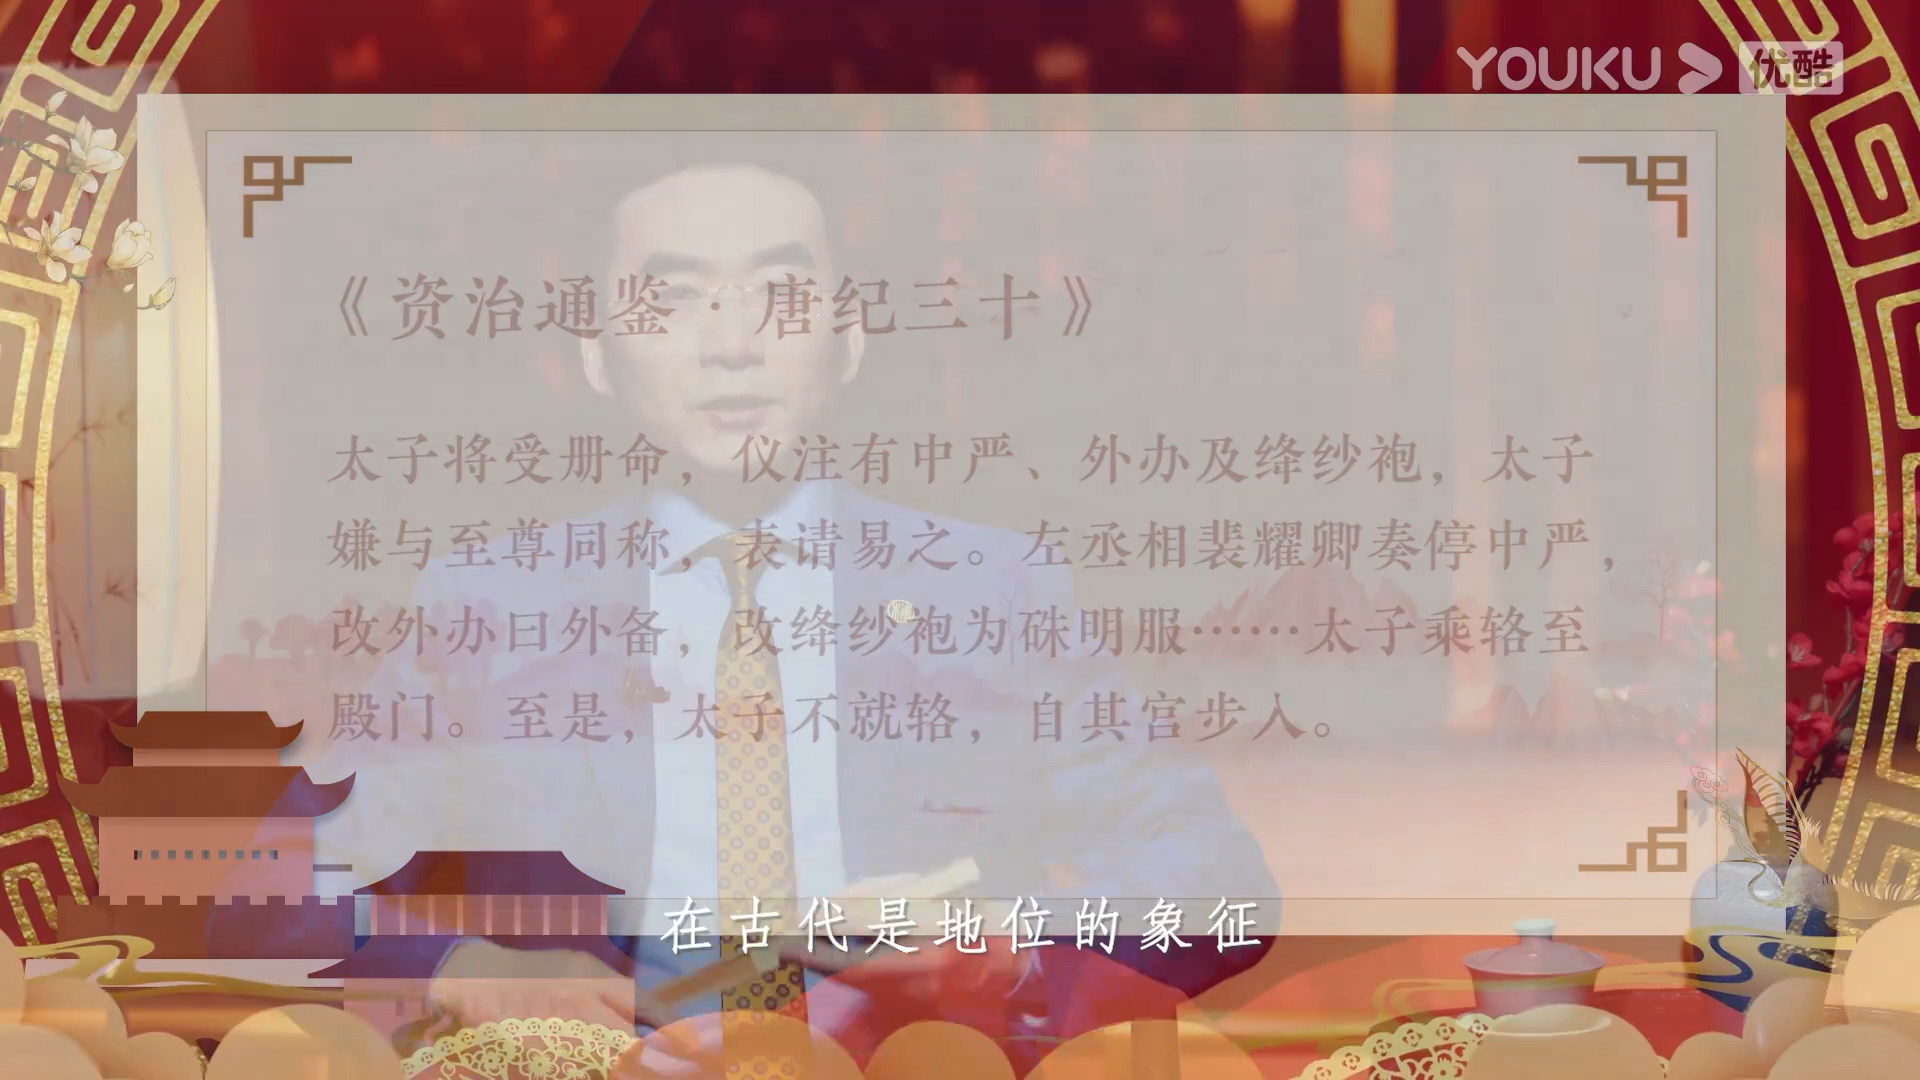 YOUKU 优酷
《资治通鉴·唐纪三十》
太子将受册命，仪注有中严、外办及绛纱袍，太子
嫌与至尊同称，表请易之。左丞相裴耀卿奏停中严，
改外办曰外备，改绛纱袍为硃明服……太子乘辂至
殿门。至是，太子不就辂，自其宫步入。
在古代是地位的象征